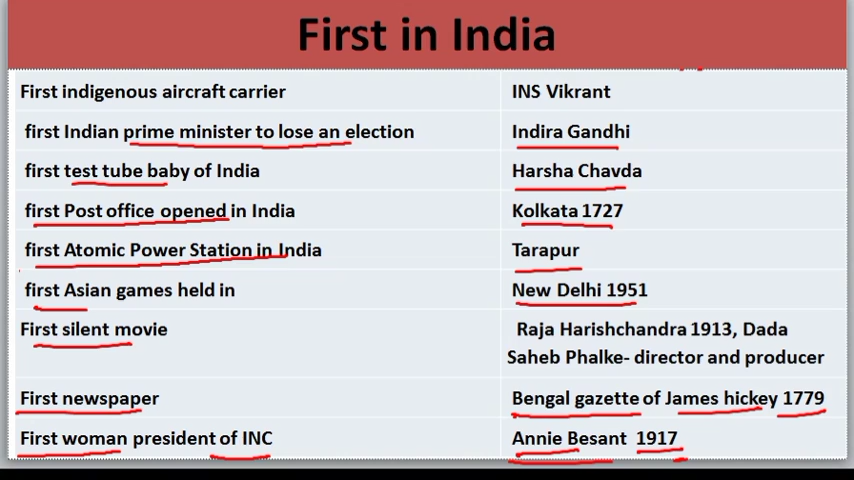 First in India
First indigenous aircraft carrier INS Vikrant
first Indian prime minister to lose an election Indira Gandhi
first test tube baby of India Harsha Chavda
first Post office opened in India Kolkata 1727
first Atomic Power Station in India Tarapur
first Asian games held in New Delhi 1951
First silent movie Raja Harishchandra 1913, Dada
Saheb Phalke- director and producer
First newspaper Bengal gazette of James hickey 1779
First woman president of INC Annie Besant 1917